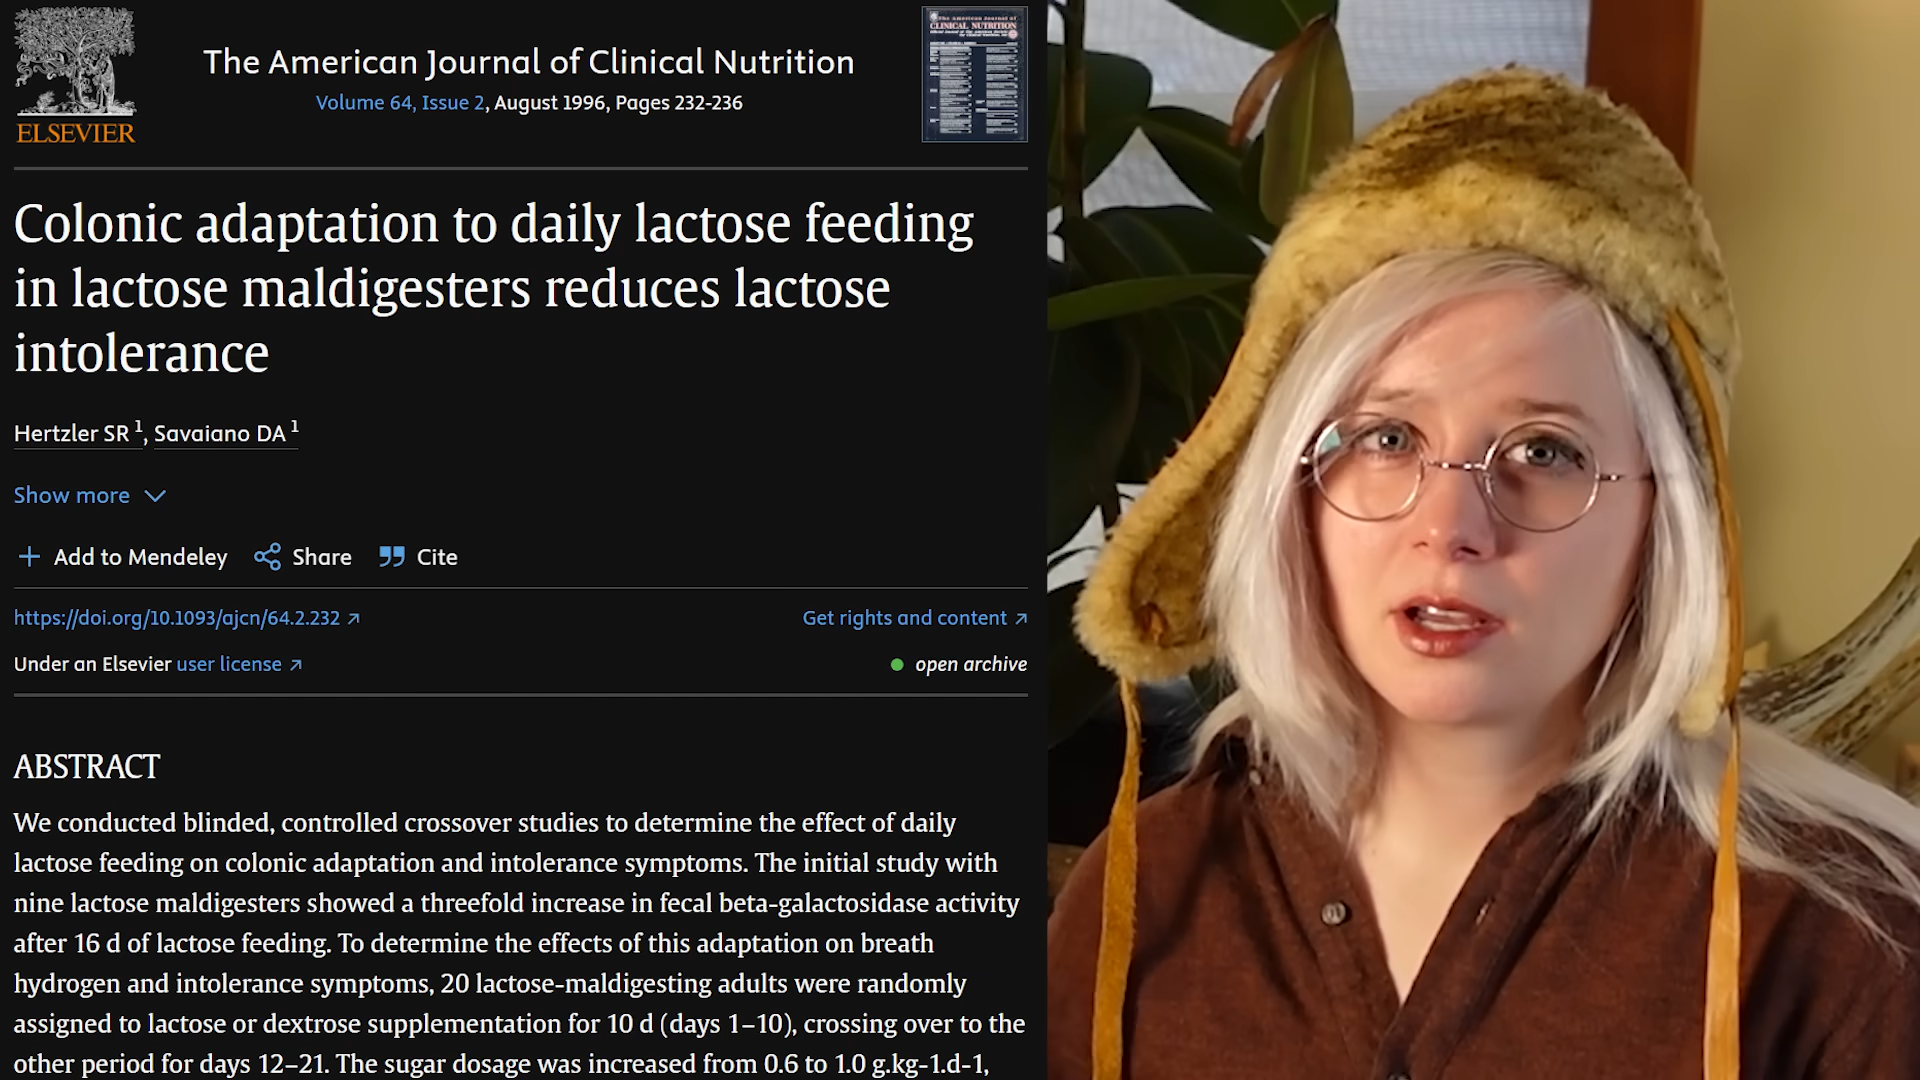 ELSEVIER
The American Journal of Clinical Nutrition
Volume 64, Issue 2, August 1996, Pages 232-236
The American Journal of
CLINICAL NUTRITION
Colonic adaptation to daily lactose feeding
in lactose maldigesters reduces lactose
intolerance
Hertzler SR 1, Savaiano DA 1
Show more
Add to Mendeley Share Cite
https://doi.org/10.1093/ajcn/64.2.232 Get rights and content
Under an Elsevier user license open archive
ABSTRACT
We conducted blinded, controlled crossover studies to determine the effect of daily
lactose feeding on colonic adaptation and intolerance symptoms. The initial study with
nine lactose maldigesters showed a threefold increase in fecal beta-galactosidase activity
after 16 d of lactose feeding. To determine the effects of this adaptation on breath
hydrogen and intolerance symptoms, 20 lactose-maldigesting adults were randomly
assigned to lactose or dextrose supplementation for 10 d (days 1–10), crossing over to the
other period for days 12–21. The sugar dosage was increased from 0.6 to 1.0 g.kg-1.d-1,